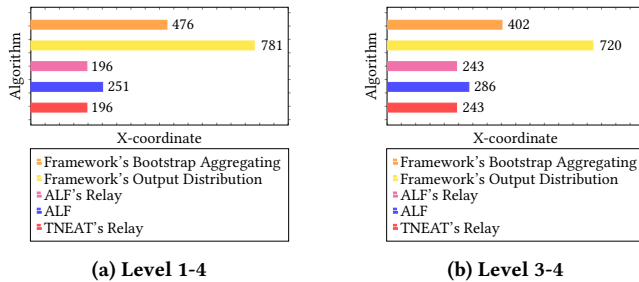 476
781
196
251
196
Algorithm
X-coordinate
Framework's Bootstrap Aggregating
Framework's Output Distribution
ALF's Relay
ALF
TNEAT's Relay
(a) Level 1-4
402
720
243
286
243
Algorithm
X-coordinate
Framework's Bootstrap Aggregating
Framework's Output Distribution
ALF's Relay
ALF
TNEAT's Relay
(b) Level 3-4